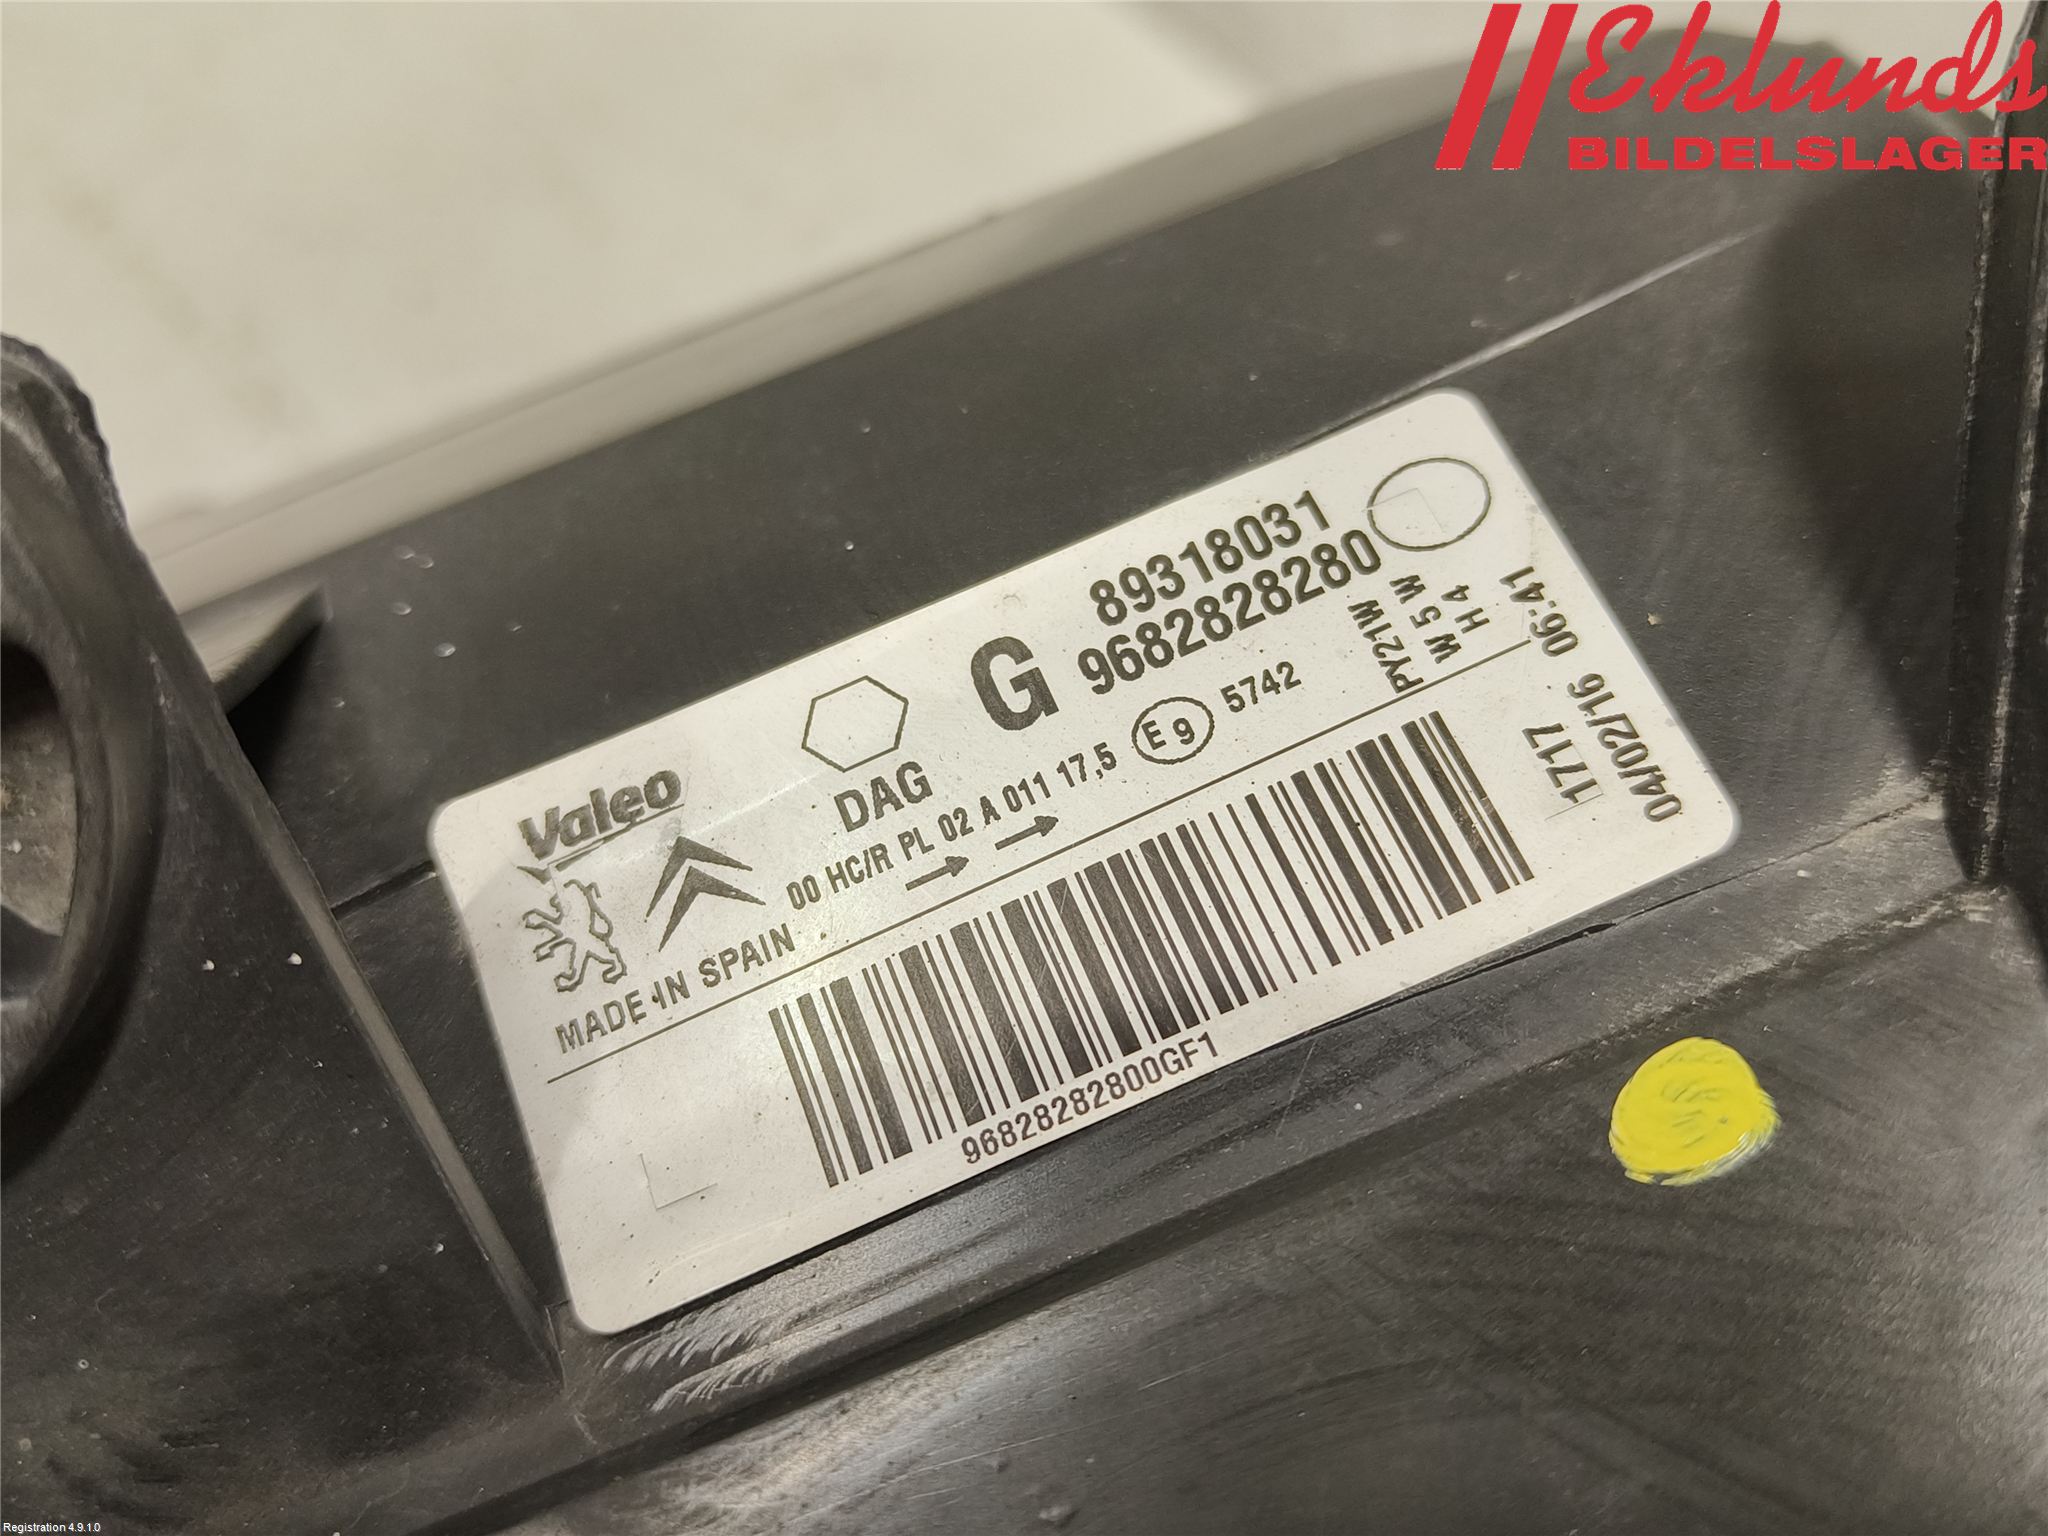 Eklunds
BILDELSLAGER
89318031
9682828280
G
DAG
Valeo
PY21W
W5W
H4
00 HC/R PL 02 A 011 17,5 E9 5742
MADE IN SPAIN
1717
04/02/16 06:41
96828282800GF1
Registration 4.9.1.0